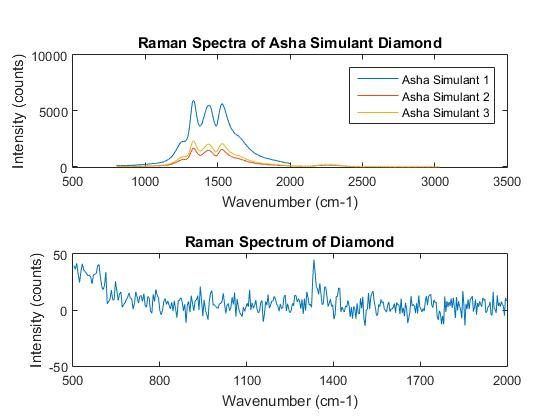 Raman Spectra of Asha Simulant Diamond
10000
5000
0
Intensity (counts)
Asha Simulant 1
Asha Simulant 2
Asha Simulant 3
500 1000 1500 2000 2500 3000 3500
Wavenumber (cm-1)
Raman Spectrum of Diamond
50
0
-50
Intensity (counts)
500 800 1100 1400 1700 2000
Wavenumber (cm-1)